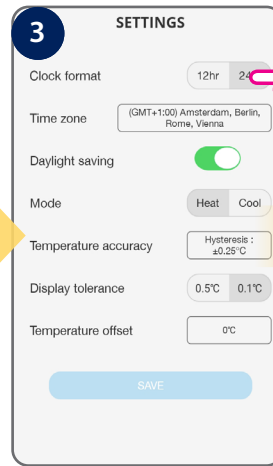 3
SETTINGS
Clock format 12hr 24
Time zone (GMT+1:00) Amsterdam, Berlin,
Rome, Vienna
Daylight saving
Mode Heat Cool
Temperature accuracy Hysteresis :
±0.25°C
Display tolerance 0.5°C 0.1°C
Temperature offset 0°C
SAVE